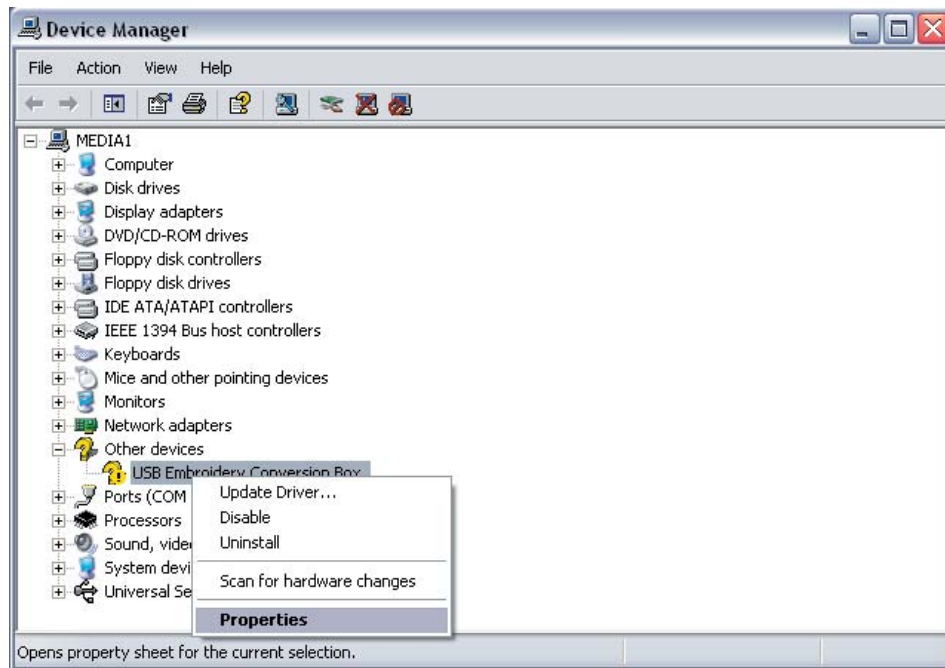 Device Manager
File Action View Help
MEDIA1
Computer
Disk drives
Display adapters
DVD/CD-ROM drives
Floppy disk controllers
Floppy disk drives
IDE ATA/ATAPI controllers
IEEE 1394 Bus host controllers
Keyboards
Mice and other pointing devices
Monitors
Network adapters
Other devices
USB Embroidery Conversion Box
Ports (COM
Processors
Sound, vide
System devi
Universal Se
Update Driver...
Disable
Uninstall
Scan for hardware changes
Properties
Opens property sheet for the current selection.